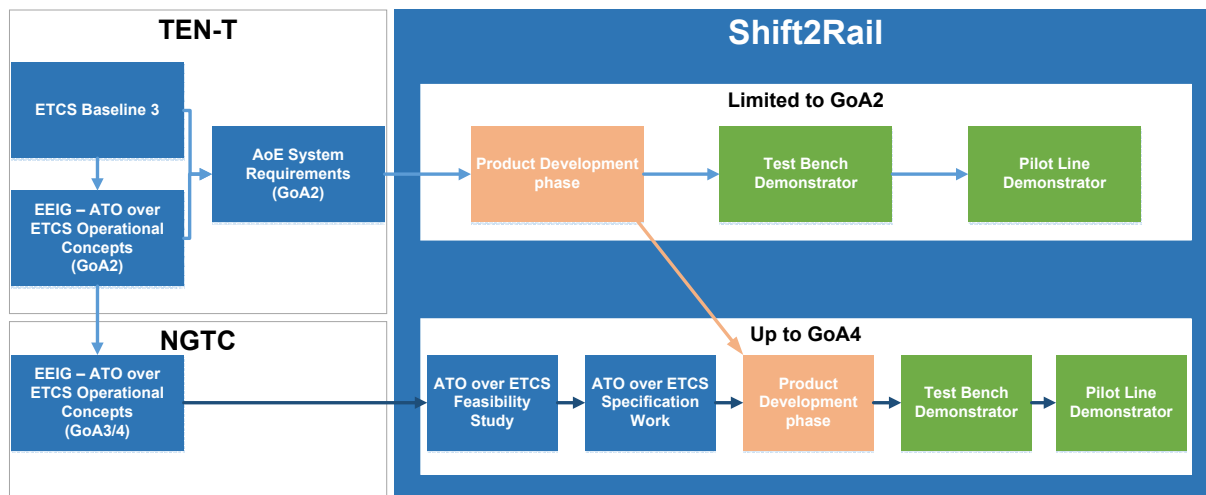 TEN-T
ETCS Baseline 3
AoE System
Requirements
(GoA2)
EEIG – ATO over
ETCS Operational
Concepts
(GoA2)
NGTC
EEIG – ATO over
ETCS Operational
Concepts
(GoA3/4)
Shift2Rail
Limited to GoA2
Product Development
phase
Test Bench
Demonstrator
Pilot Line
Demonstrator
Up to GoA4
ATO over ETCS
Feasibility
Study
ATO over ETCS
Specification
Work
Product
Development
phase
Test Bench
Demonstrator
Pilot Line
Demonstrator